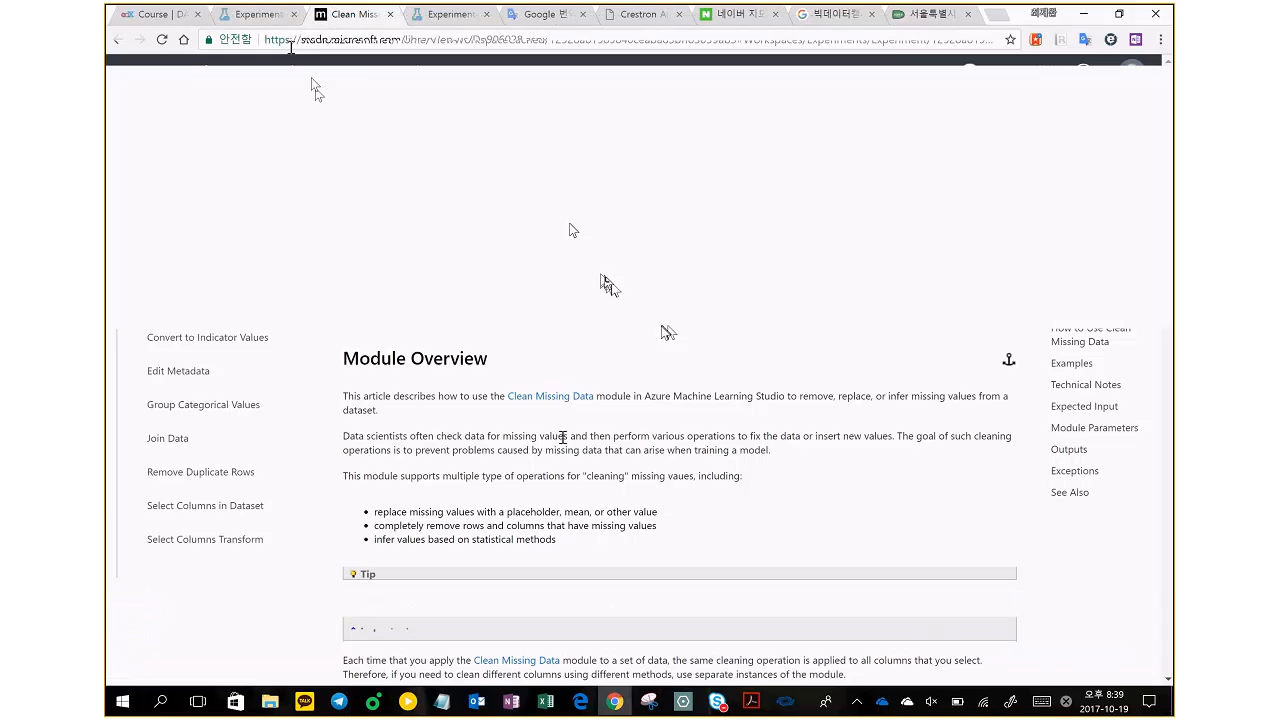 Course | D
Experiment
Clean Miss
Experiment
Google 번역
Crestron A
네이버 지도
빅데이터캠
서울특별시
안전함
https://msdn.microsoft.com
Convert to Indicator Values
Edit Metadata
Group Categorical Values
Join Data
Remove Duplicate Rows
Select Columns in Dataset
Select Columns Transform
Module Overview
This article describes how to use the Clean Missing Data module in Azure Machine Learning Studio to remove, replace, or infer missing values from a
dataset.
Data scientists often check data for missing values and then perform various operations to fix the data or insert new values. The goal of such cleaning
operations is to prevent problems caused by missing data that can arise when training a model.
This module supports multiple type of operations for "cleaning" missing vaues, including:
• replace missing values with a placeholder, mean, or other value
• completely remove rows and columns that have missing values
• infer values based on statistical methods
Tip
Each time that you apply the Clean Missing Data module to a set of data, the same cleaning operation is applied to all columns that you select.
Therefore, if you need to clean different columns using different methods, use separate instances of the module.
How to Use Clean
Missing Data
Examples
Technical Notes
Expected Input
Module Parameters
Outputs
Exceptions
See Also
TALK
오후 8:39
2017-10-19